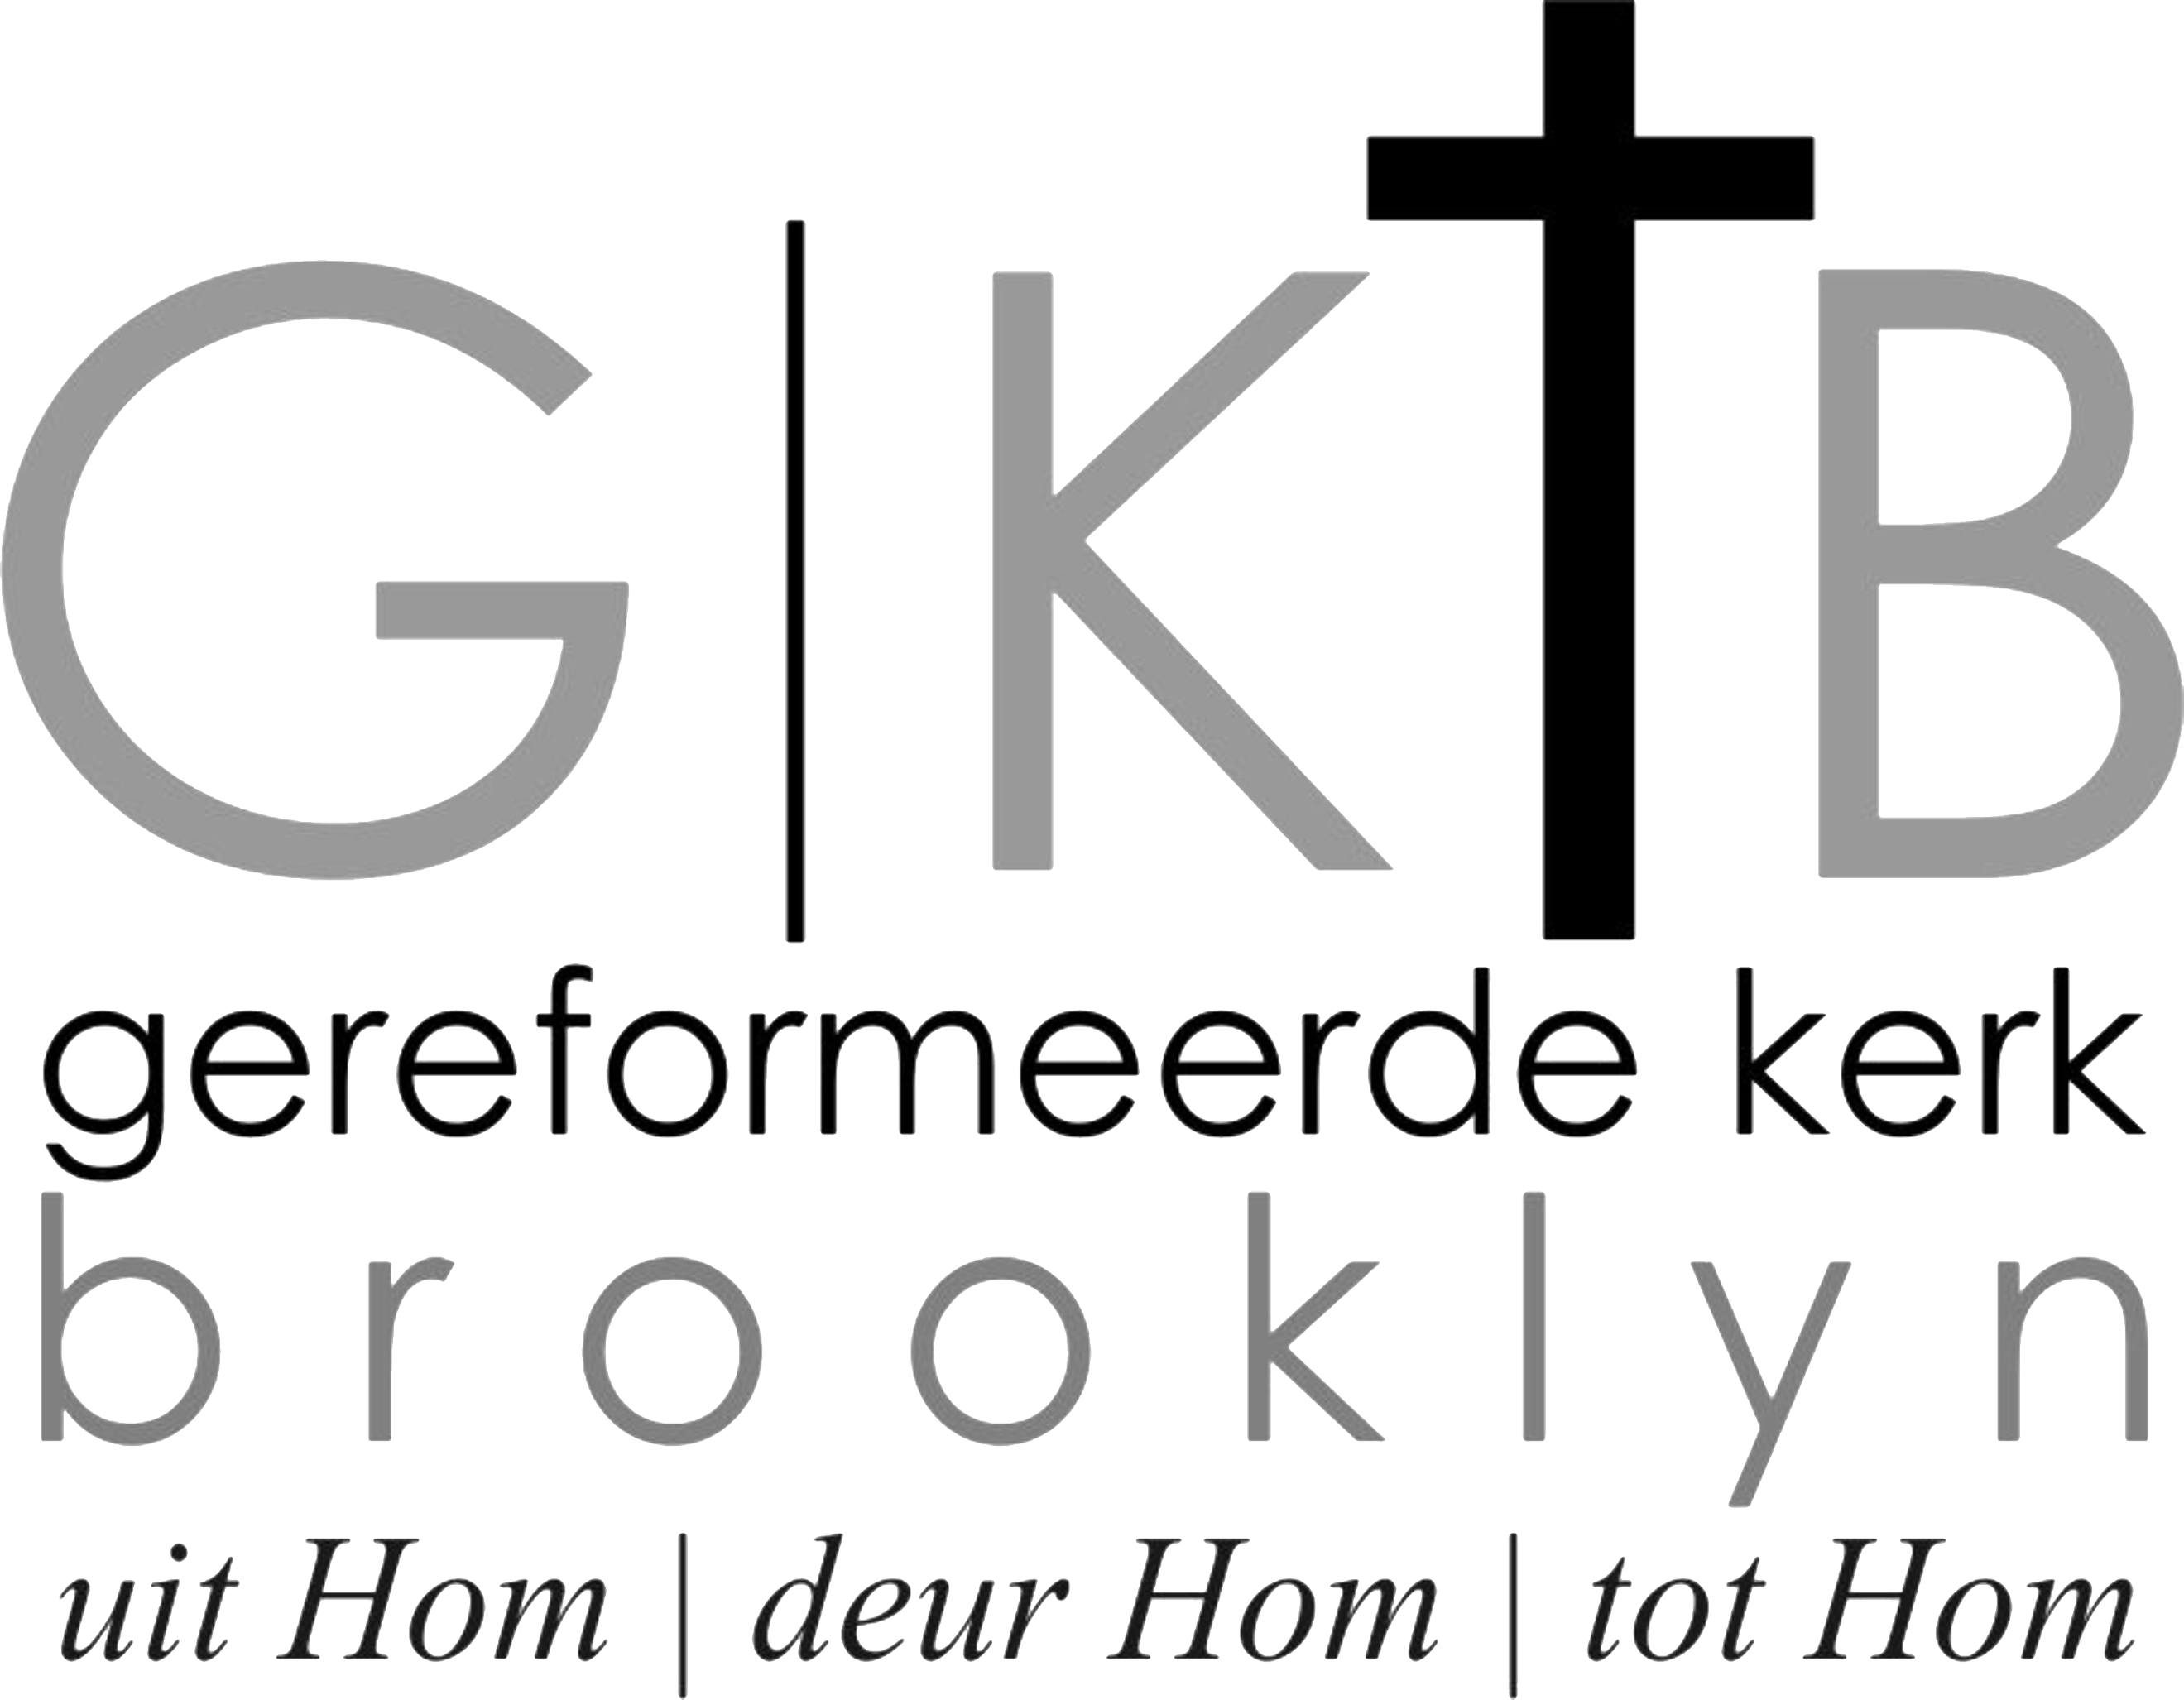 G|K B
gereformeerde kerk
brooklyn
uit Hom | deur Hom | tot Hom